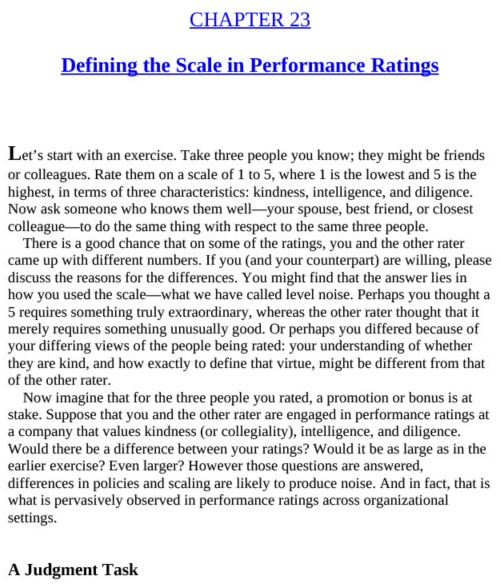 CHAPTER 23
Defining the Scale in Performance Ratings
Let’s start with an exercise. Take three people you know; they might be friends
or colleagues. Rate them on a scale of 1 to 5, where 1 is the lowest and 5 is the
highest, in terms of three characteristics: kindness, intelligence, and diligence.
Now ask someone who knows them well—your spouse, best friend, or closest
colleague—to do the same thing with respect to the same three people.
There is a good chance that on some of the ratings, you and the other rater
came up with different numbers. If you (and your counterpart) are willing, please
discuss the reasons for the differences. You might find that the answer lies in
how you used the scale—what we have called level noise. Perhaps you thought a
5 requires something truly extraordinary, whereas the other rater thought that it
merely requires something unusually good. Or perhaps you differed because of
your differing views of the people being rated: your understanding of whether
they are kind, and how exactly to define that virtue, might be different from that
of the other rater.
Now imagine that for the three people you rated, a promotion or bonus is at
stake. Suppose that you and the other rater are engaged in performance ratings at
a company that values kindness (or collegiality), intelligence, and diligence.
Would there be a difference between your ratings? Would it be as large as in the
earlier exercise? Even larger? However those questions are answered,
differences in policies and scaling are likely to produce noise. And in fact, that is
what is pervasively observed in performance ratings across organizational
settings.
A Judgment Task